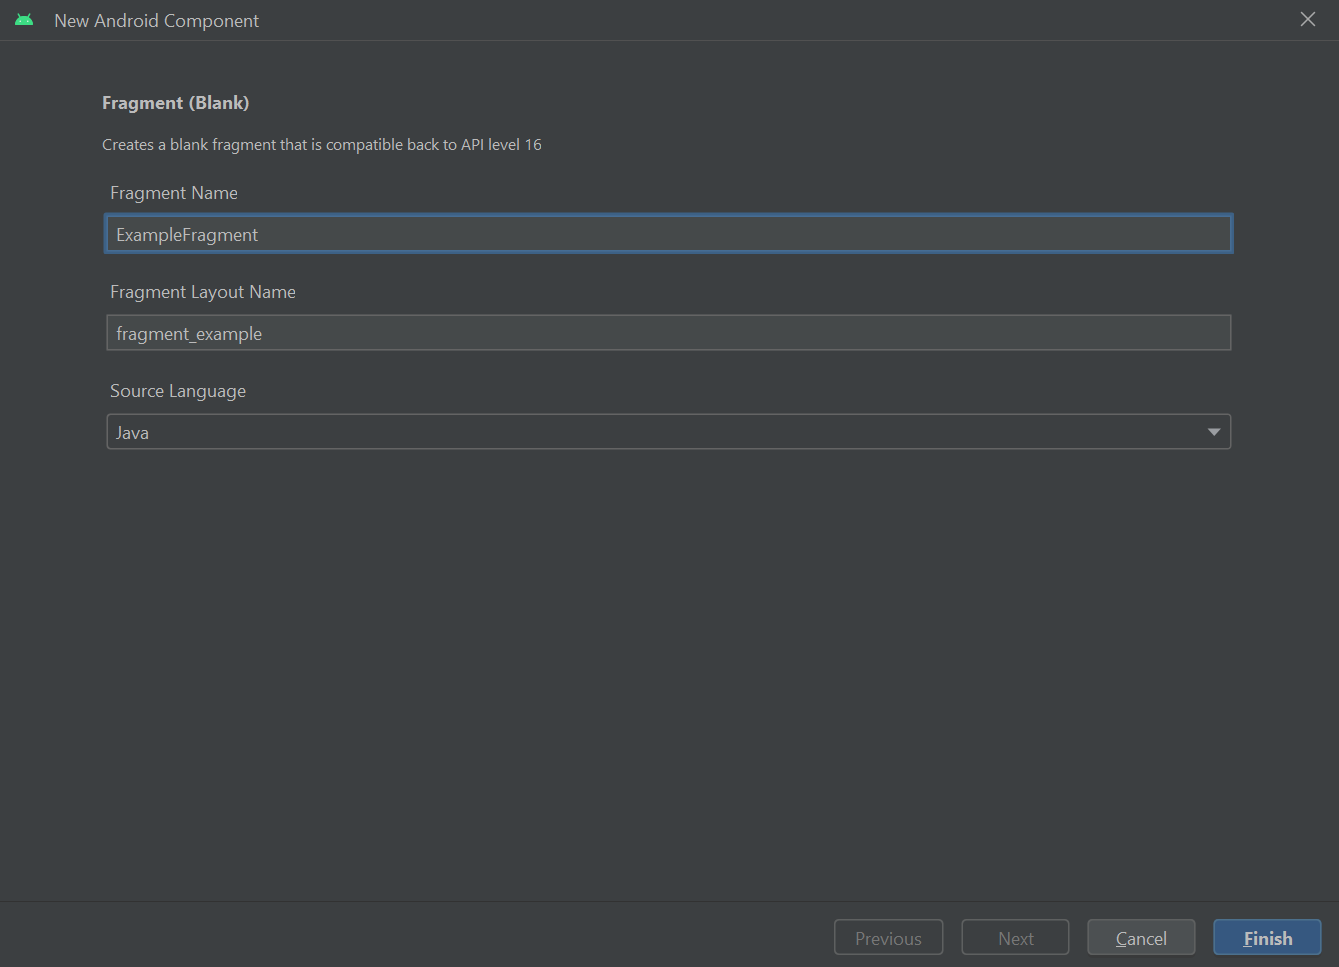 New Android Component
Fragment (Blank)
Creates a blank fragment that is compatible back to API level 16
Fragment Name
ExampleFragment
Fragment Layout Name
fragment_example
Source Language
Java
Previous
Next
Cancel
Finish